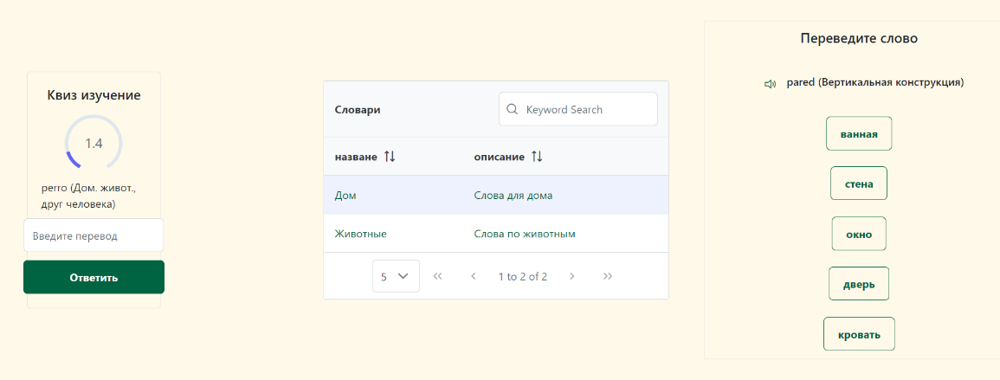 Квиз изучение
1.4
perro (Дом. живот.,
друг человека)
Введите перевод
Ответить
Словари
Keyword Search
назване
описание
Дом
Слова для дома
Животные
Слова по животным
5
1 to 2 of 2
Переведите слово
pared (Вертикальная конструкция)
ванная
стена
окно
дверь
кровать